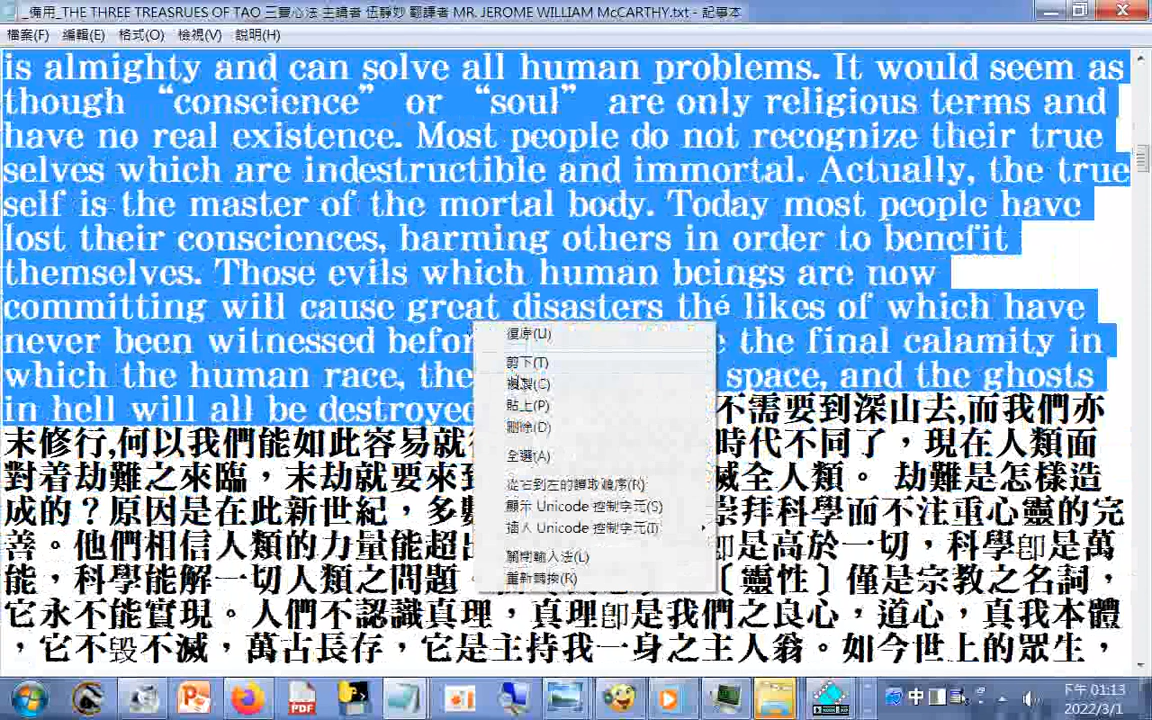 _備用_THE THREE TREASRUES OF TAO 三寶心法 主講者 伍靜妙 翻譯者 MR. JEROME WILLIAM McCARTHY.txt - 記事本
檔案(F) 編輯(E) 格式(O) 檢視(V) 說明(H)
is almighty and can solve all human problems. It would seem as
though “conscience” or “soul” are only religious terms and
have no real existence. Most people do not recognize their true
selves which are indestructible and immortal. Actually, the true
self is the master of the mortal body. Today most people have
lost their consciences, harming others in order to bencfit
themselves. Those evils which human bcings are now
committing will cause great disasters thé likes of which have
never been witnessed befor e the final calamity in
which the human race, the space, and the ghosts
in hell will all be destroyed 不需要到深山去,而我們亦
末修行,何以我們能如此容易就 時代不同了，現在人類面
對着劫難之來臨，末劫就要來到 滅全人類。 劫難是怎樣造
成的？原因是在此新世紀，多數 崇拜科學而不注重心靈的完
善。他們相信人類的力量能超出 卽是高於一切，科學卽是萬
能，科學能解一切人類之問題。 〔靈性〕僅是宗教之名詞，
它永不能實現。人們不認識真理，真理卽是我們之良心，道心，真我本體
，它不毁不滅，萬古長存，它是主持我一身之主人翁。如今世上的眾生，
復原(U)
剪下(T)
複製(C)
貼上(P)
刪除(D)
全選(A)
從右到左的讀取順序(R)
顯示 Unicode 控制字元(S)
插入 Unicode 控制字元(I)
關閉輸入法(L)
重新轉換(R)
PDF
中
下午 01:13
2022/3/1